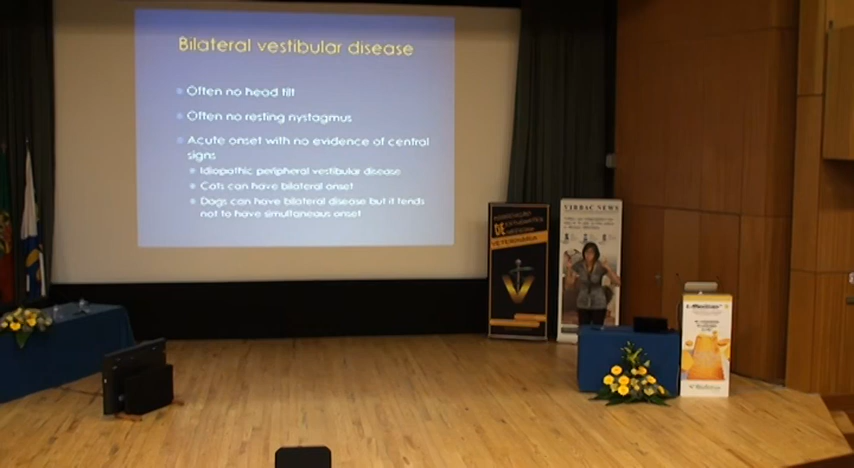 Bilateral vestibular disease
Often no head tilt
Often no resting nystagmus
Acute onset with no evidence of central
signs
Idiopathic peripheral vestibular disease
Cats can have bilateral onset
Dogs can have bilateral disease but it tends
not to have simultaneous onset
VIRBAC NEWS
DE
VETERINÁRIA